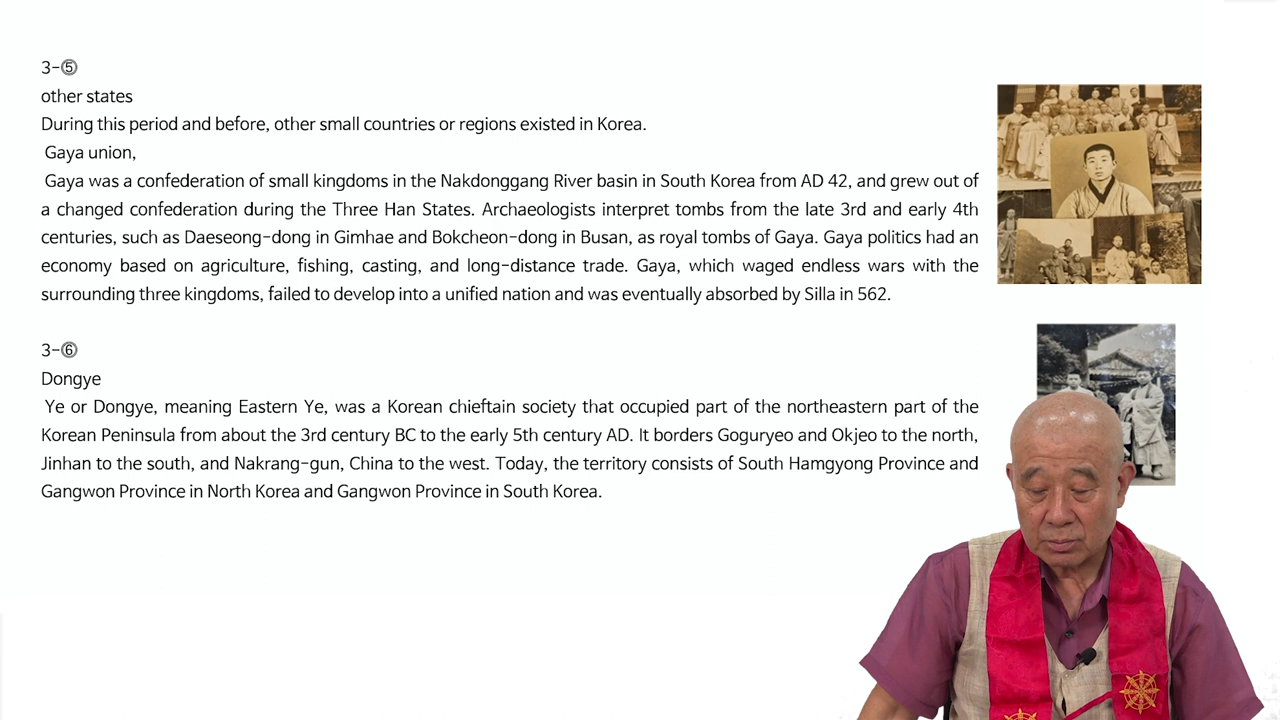 3-⑤
other states
During this period and before, other small countries or regions existed in Korea.
Gaya union,
Gaya was a confederation of small kingdoms in the Nakdonggang River basin in South Korea from AD 42, and grew out of
a changed confederation during the Three Han States. Archaeologists interpret tombs from the late 3rd and early 4th
centuries, such as Daeseong-dong in Gimhae and Bokcheon-dong in Busan, as royal tombs of Gaya. Gaya politics had an
economy based on agriculture, fishing, casting, and long-distance trade. Gaya, which waged endless wars with the
surrounding three kingdoms, failed to develop into a unified nation and was eventually absorbed by Silla in 562.
3-⑥
Dongye
Ye or Dongye, meaning Eastern Ye, was a Korean chieftain society that occupied part of the northeastern part of the
Korean Peninsula from about the 3rd century BC to the early 5th century AD. It borders Goguryeo and Okjeo to the north,
Jinhan to the south, and Nakrang-gun, China to the west. Today, the territory consists of South Hamgyong Province and
Gangwon Province in North Korea and Gangwon Province in South Korea.